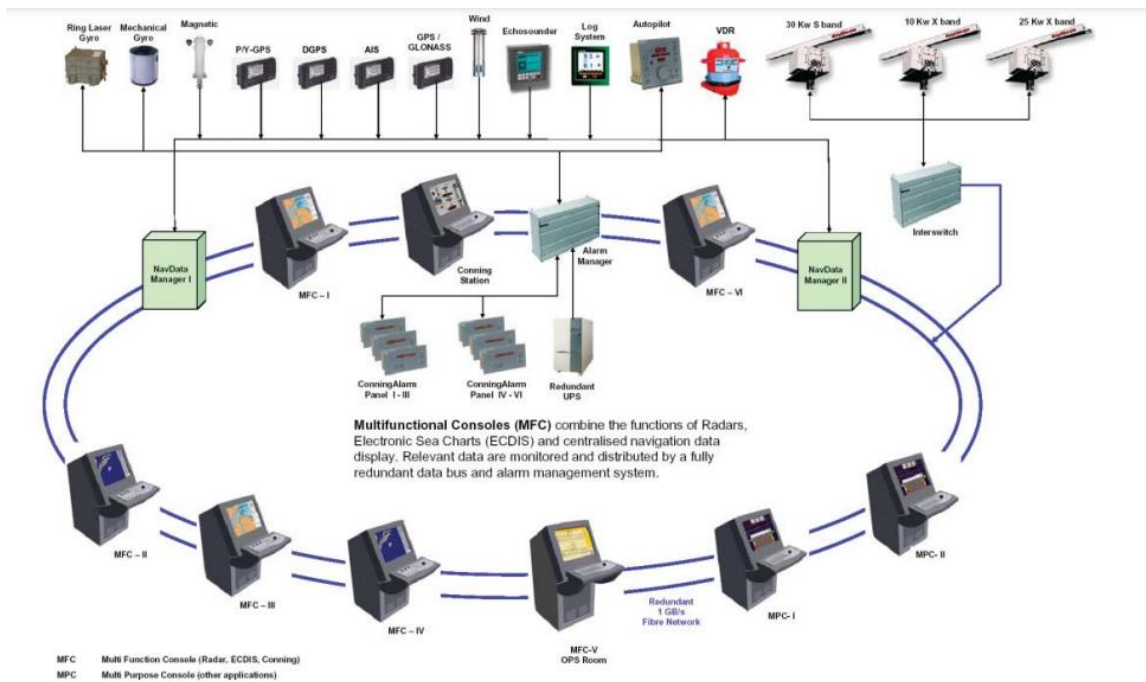 Ring Laser
Gyro
Mechanical
Gyro
Magnetic
P/Y-GPS
DGPS
AIS
GPS /
GLONASS
Wind
Echosounder
Log
System
Autopilot
VDR
30 Kw S band
10 Kw X band
25 Kw X band
Interswitch
NavData
Manager I
MFC – I
Conning
Station
Alarm
Manager
MFC – VI
NavData
Manager II
ConningAlarm
Panel I - III
ConningAlarm
Panel IV - VI
Redundant
UPS
Multifunctional Consoles (MFC) combine the functions of Radars,
Electronic Sea Charts (ECDIS) and centralised navigation data
display. Relevant data are monitored and distributed by a fully
redundant data bus and alarm management system.
MFC – II
MFC – III
MFC – IV
MFC-V
OPS Room
Redundant
1 GB/s
Fibre Network
MPC- I
MPC- II
MFC Multi Function Console (Radar, ECDIS, Conning)
MPC Multi Purpose Console (other applications)